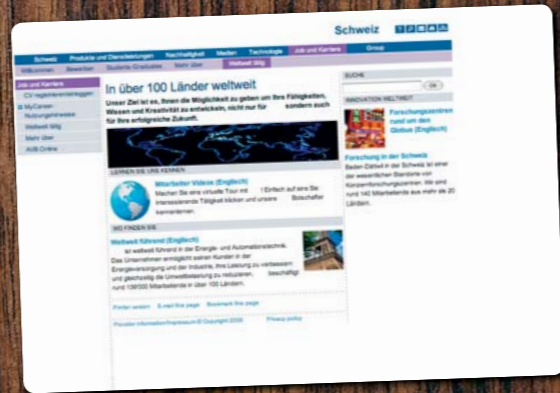 Schweiz
Schweiz Produkte und Dienstleistungen Nachhaltigkeit Medien Technologie Job und Karriere Group
Willkommen Bewerben Students Graduates Mehr über Weltweit tätig
Job und Karriere
CV registrieren/einloggen
MyCareer
Nutzungshinweise
Weltweit tätig
Mehr über
AVB Online
In über 100 Länder weltweit
Unser Ziel ist es, Ihnen die Möglichkeit zu geben um Ihre Fähigkeiten,
Wissen und Kreativität zu entwickeln, nicht nur für sondern auch
für Ihre erfolgreiche Zukunft.
LERNEN SIE UNS KENNEN
Mitarbeiter Videos (Englisch)
Machen Sie eine virtuelle Tour mit ! Einfach auf eine Sie
interessierende Tätigkeit klicken und unsere Botschafter
kennenlernen.
WO FINDEN SIE
Weltweit führend (Englisch)
ist weltweit führend in der Energie- und Automationstechnik.
Das Unternehmen ermöglicht seinen Kunden in der
Energieversorgung und der Industrie, ihre Leistung zu verbessern
und gleichzeitig die Umweltbelastung zu reduzieren. beschäftigt
rund Mitarbeitende in über 100 Ländern.
Printer version E-mail this page Bookmark this page
Provider information/Impressum © Copyright Privacy policy
SUCHE
OK
INNOVATION WELTWEIT
Forschungszentren
rund um den
Globus (Englisch)
Forschung in der Schweiz
Baden-Dättwil in der Schweiz ist einer
der wesentlichen Standorte von
Konzernforschungszentren. Wir sind
rund 140 Mitarbeitende aus mehr als 20
Ländern.